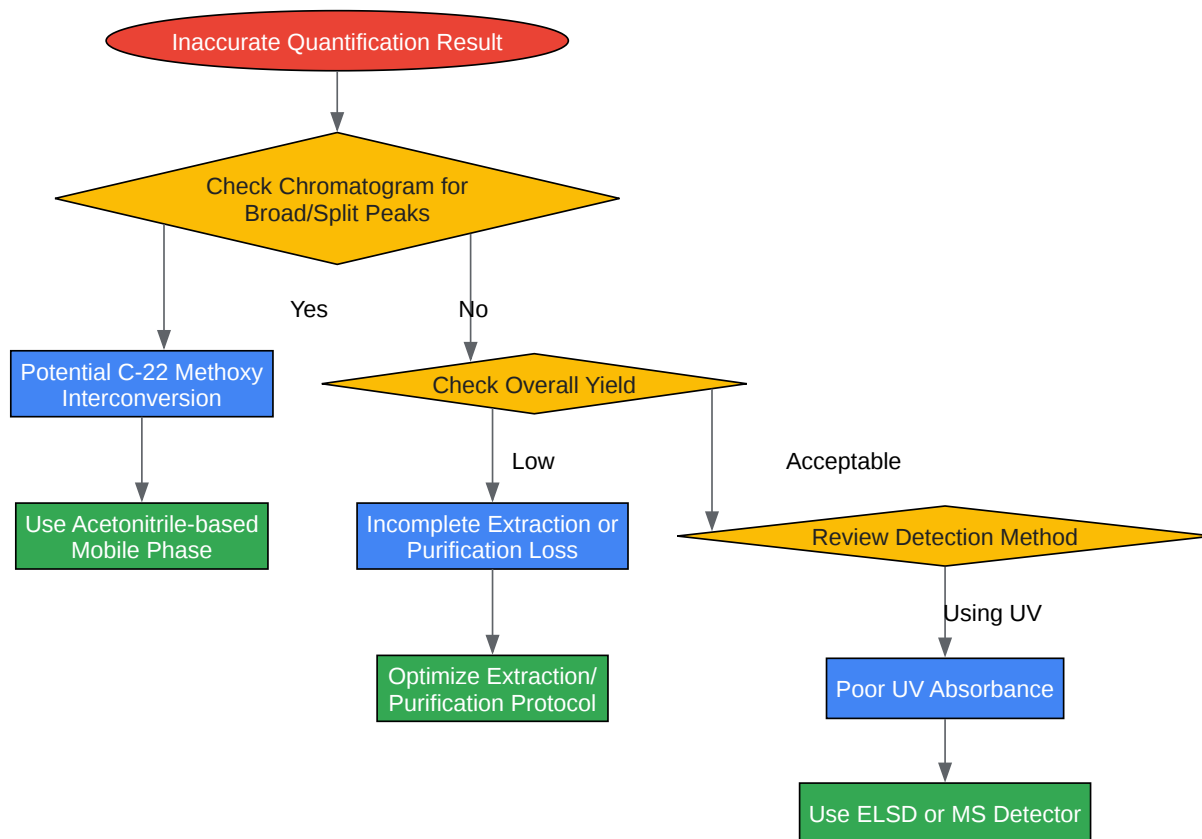 Inaccurate Quantification Result
Check Chromatogram for
Broad/Split Peaks
Yes
No
Potential C-22 Methoxy
Interconversion
Check Overall Yield
Low
Acceptable
Use Acetonitrile-based
Mobile Phase
Incomplete Extraction or
Purification Loss
Review Detection Method
Using UV
Optimize Extraction/
Purification Protocol
Poor UV Absorbance
Use ELSD or MS Detector